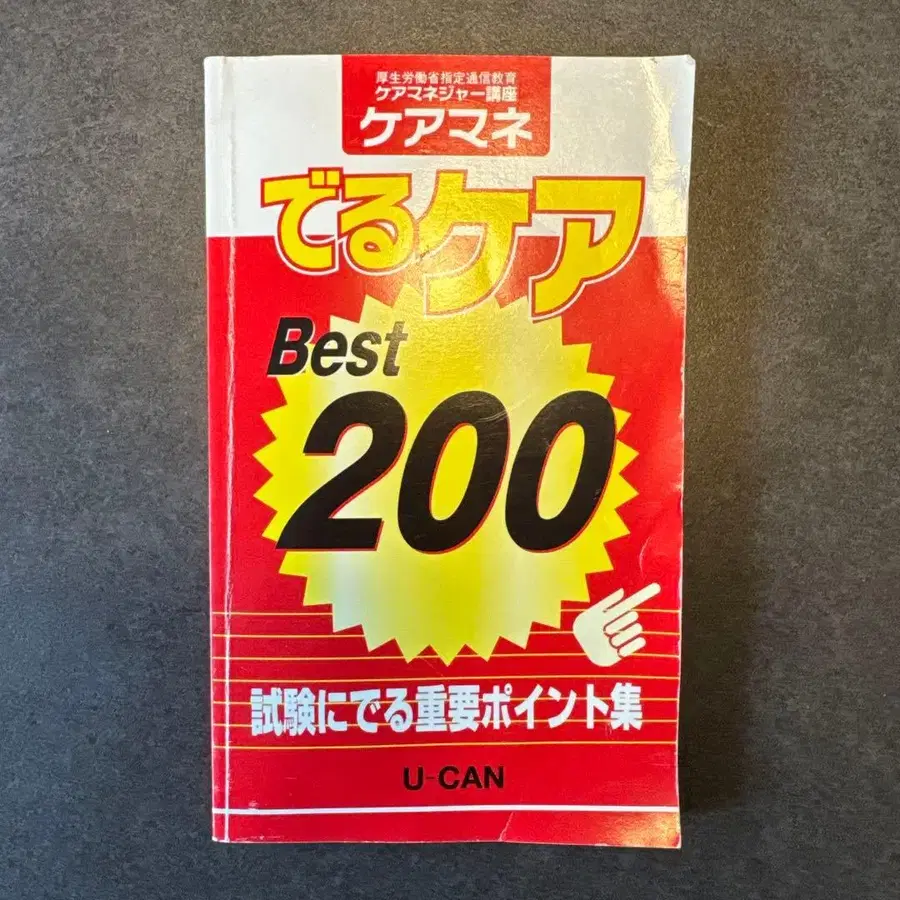 厚生労働省指定通信教育
ケアマネジャー講座
ケアマネ
でるケア
Best
200
試験にでる重要ポイント集
U-CAN